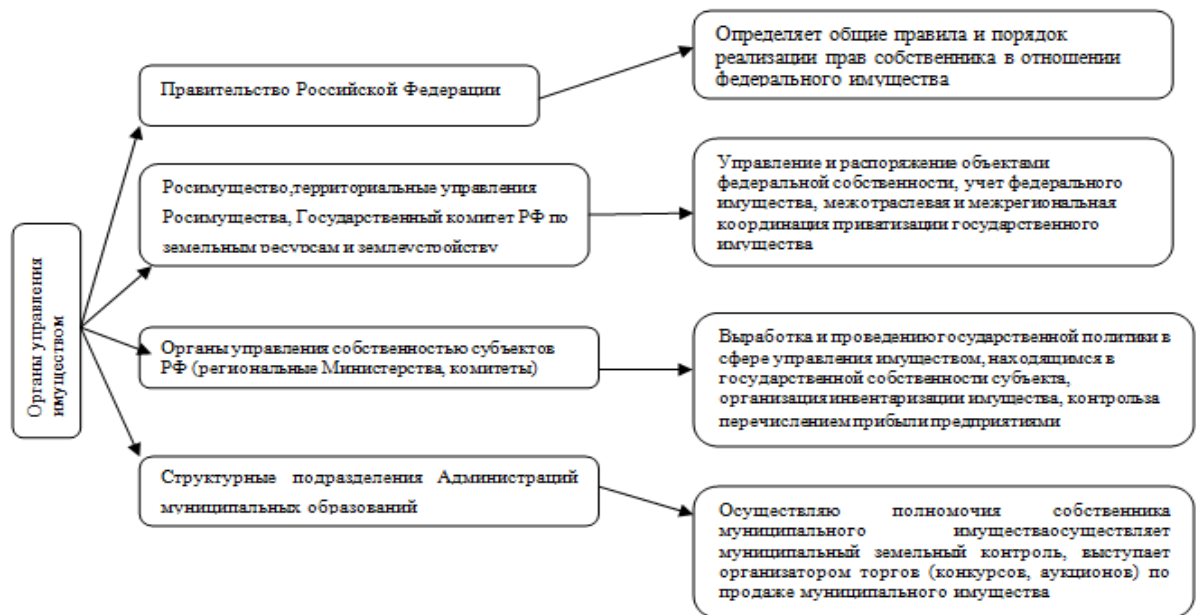 Органы управления
имуществом
Правительство Российской Федерации
Определяет общие правила и порядок
реализации прав собственника в отношении
федерального имущества
Росимущество,территориальные управления
Росимущества, Государственный комитет РФ по
земельным ресурсам и землеустройству
Управление и распоряжение объектами
федеральной собственности, учет федерального
имущества, межотраслевая и межрегиональная
координация приватизации государственного
имущества
Органы управления собственностью субъектов
РФ (региональные Министерства, комитеты)
Выработка и проведению государственной политики в
сфере управления имуществом, находящимся в
государственной собственности субъекта,
организация инвентаризации имущества, контроль за
перечислением прибыли предприятиями
Структурные подразделения Администраций
муниципальных образований
Осуществляю полномочия собственника
муниципального имуществаосуществляет
муниципальный земельный контроль, выступает
организатором торгов (конкурсов, аукционов) по
продаже муниципального имущества